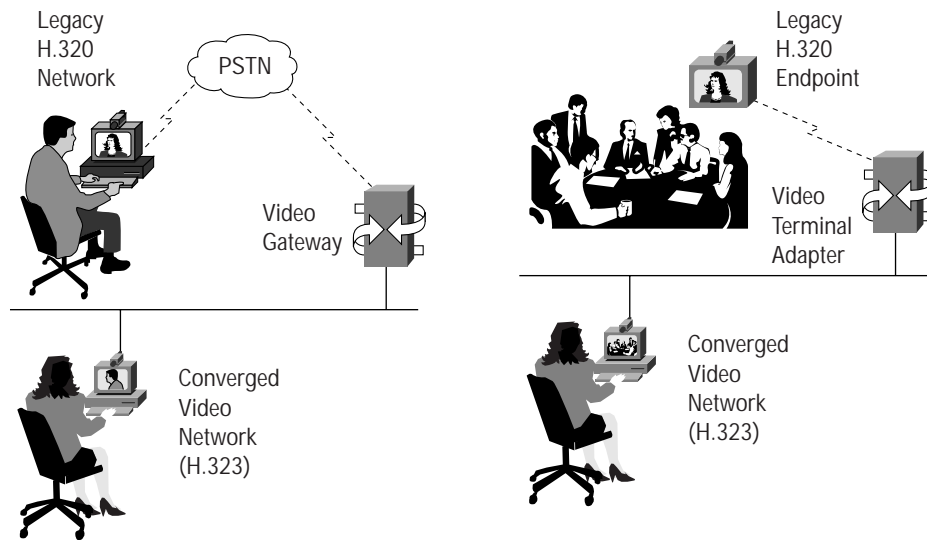 Legacy
H.320
Network
PSTN
Video
Gateway
Converged
Video
Network
(H.323)
Legacy
H.320
Endpoint
Video
Terminal
Adapter
Converged
Video
Network
(H.323)